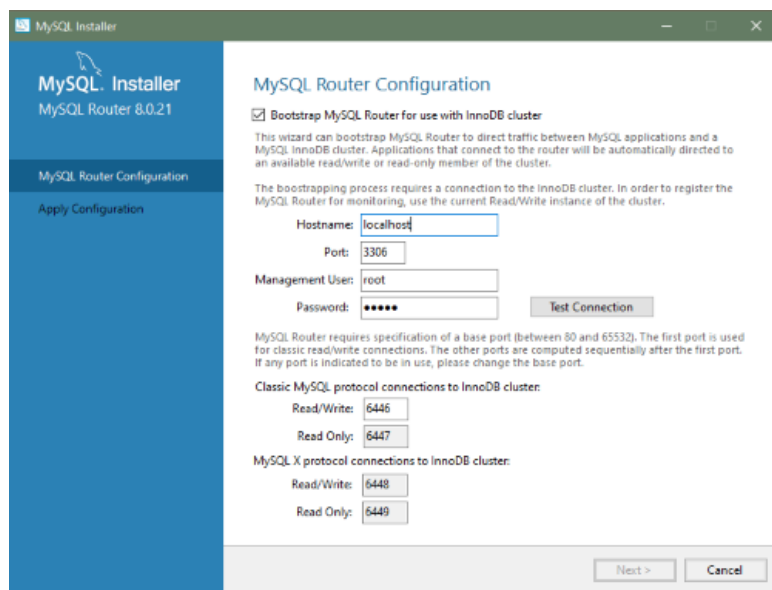 MySQL Installer
MySQL. Installer
MySQL Router 8.0.21
MySQL Router Configuration
Apply Configuration
MySQL Router Configuration
Bootstrap MySQL Router for use with InnoDB cluster
This wizard can bootstrap MySQL Router to direct traffic between MySQL applications and a
MySQL InnoDB cluster. Applications that connect to the router will be automatically directed to
an available read/write or read-only member of the cluster.
The boostrapping process requires a connection to the InnoDB cluster. In order to register the
MySQL Router for monitoring, use the current Read/Write instance of the cluster.
Hostname: localhost
Port: 3306
Management User: root
Password: •••••
Test Connection
MySQL Router requires specification of a base port (between 80 and 65532). The first port is used
for classic read/write connections. The other ports are computed sequentially after the first port.
If any port is indicated to be in use, please change the base port.
Classic MySQL protocol connections to InnoDB cluster:
Read/Write: 6446
Read Only: 6447
MySQL X protocol connections to InnoDB cluster:
Read/Write: 6448
Read Only: 6449
Next >
Cancel